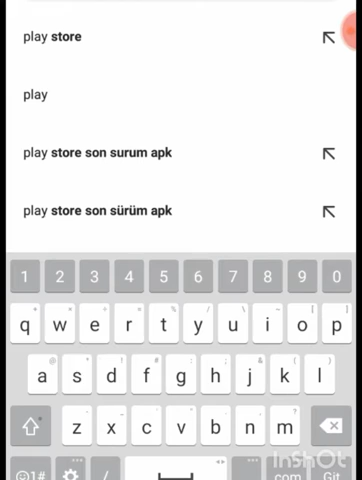 play store
play
play store son surum apk
play store son sürüm apk
1 2 3 4 5 6 7 8 9 0
q w e r t y u i o p
a s d f g h j k l
z x c v b n m
1# / .com Git
InShOt